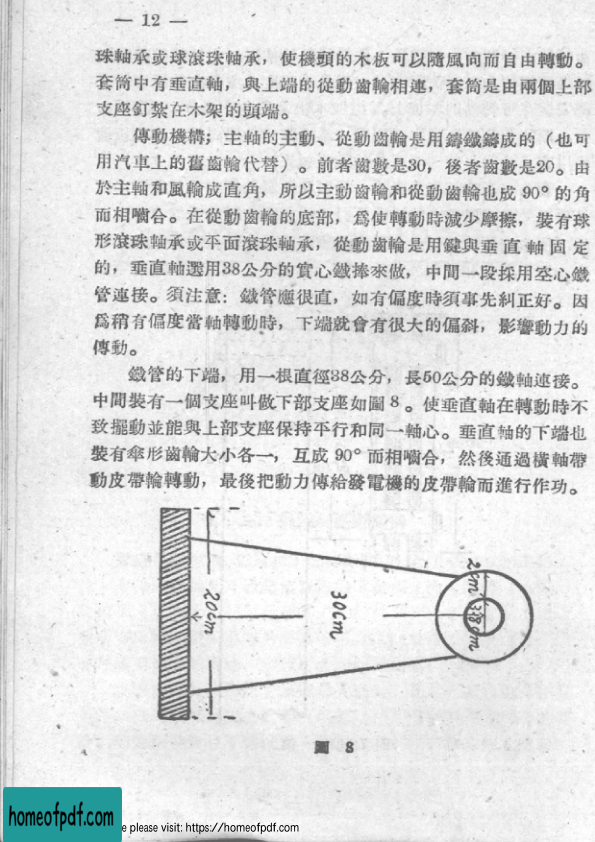 — 12 —
珠軸承或球滾珠軸承，使機頭的木板可以隨風向而自由轉動。
套筒中有垂直軸，與上端的從動齒輪相連，套筒是由兩個上部
支座釘紮在木架的頭端。
傳動機構；主軸的主動、從動齒輪是用鑄鐵鑄成的（也可
用汽車上的舊齒輪代替）。前者齒數是30，後者齒數是20。由
於主軸和風輪成直角，所以主動齒輪和從動齒輪也成 90° 的角
而相嚙合。在從動齒輪的底部，爲使轉動時減少摩擦，裝有球
形滾珠軸承或平面滾珠軸承，從動齒輪是用鍵與垂直軸固定
的，垂直軸選用38公分的實心鐵捧來做，中間一段採用空心鐵
管連接。須注意：鐵管應很直，如有偏度時須事先糾正好。因
爲稍有偏度當軸轉動時，下端就會有很大的偏斜，影響動力的
傳動。
鐵管的下端，用一根直徑38公分，長50公分的鐵軸連接。
中間裝有一個支座叫做下部支座如圖 8 。使垂直軸在轉動時不
致擺動並能與上部支座保持平行和同一軸心。垂直軸的下端也
裝有傘形齒輪大小各一，互成 90° 而相嚙合，然後通過橫軸帶
動皮帶輪轉動，最後把動力傳給發電機的皮帶輪而進行作功。
20cm
30cm
2cm
38cm
圖 8
homeofpdf.com
e please visit: https://homeofpdf.com